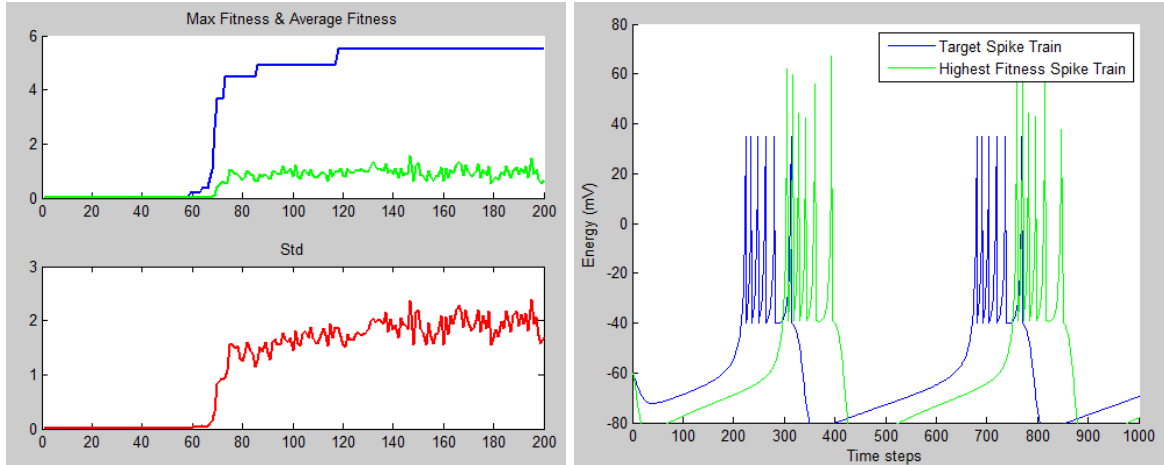 Max Fitness & Average Fitness
6
4
2
0
0 20 40 60 80 100 120 140 160 180 200
Std
3
2
1
0
0 20 40 60 80 100 120 140 160 180 200
80
60
40
20
0
-20
-40
-60
-80
Energy (mV)
Target Spike Train
Highest Fitness Spike Train
0 100 200 300 400 500 600 700 800 900 1000
Time steps